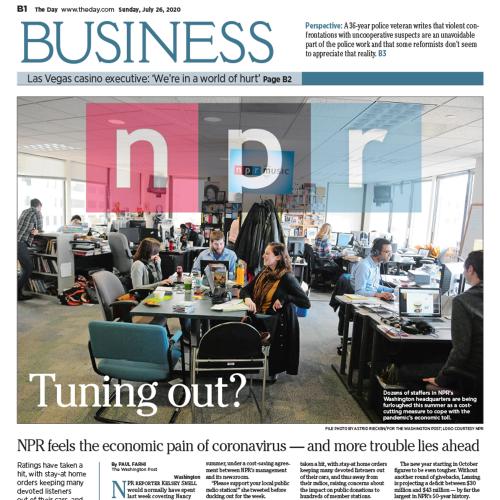 B1 The Day www.theday.com Sunday, July 26, 2020
BUSINESS
Perspective: A 36-year police veteran writes that violent con-
frontations with uncooperative suspects are an unavoidable
part of the police work and that some reformists don't seem
to appreciate that reality. B3
Las Vegas casino executive: 'We're in a world of hurt' Page B2
npr
npr music
Tuning out?
Dozens of staffers in NPR's
Washington headquarters are being
furloughed this summer as a cost-
cutting measure to cope with the
pandemic's economic toll.
FILE PHOTO BY ASTRID RIECKEN/FOR THE WASHINGTON POST; LOGO COURTESY NPR
NPR feels the economic pain of coronavirus — and more trouble lies ahead
Ratings have taken a
hit, with stay-at home
orders keeping many
devoted listeners
out of their cars, and
By PAUL FARHI
The Washington Post
Washington
NPR REPORTER KELSEY SNELL
would normally have spent
last week covering Nancy
summer, under a cost-saving agree-
ment between NPR's management
and its newsroom.
"Please support your local public
radio station!" she tweeted before
ducking out for the week.
taken a hit, with stay-at-home orders
keeping many devoted listeners out
of their cars, and thus away from
their radios, raising concerns about
the impact on public donations to
hundreds of member stations.
The new year starting in October
figures to be even tougher. Without
another round of givebacks, Lansing
is projecting a deficit between $30
million and $43 million — by far the
largest in NPR's 50-year history.